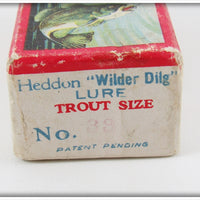 Heddon "Wilder Dilg"
LURE
TROUT SIZE
No.
PATENT PENDING